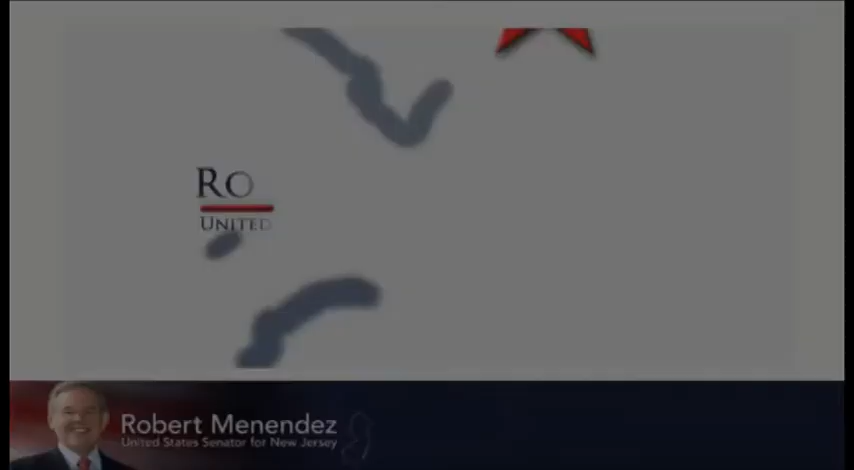 RO
UNITED
Robert Menendez
United States Senator for New Jersey